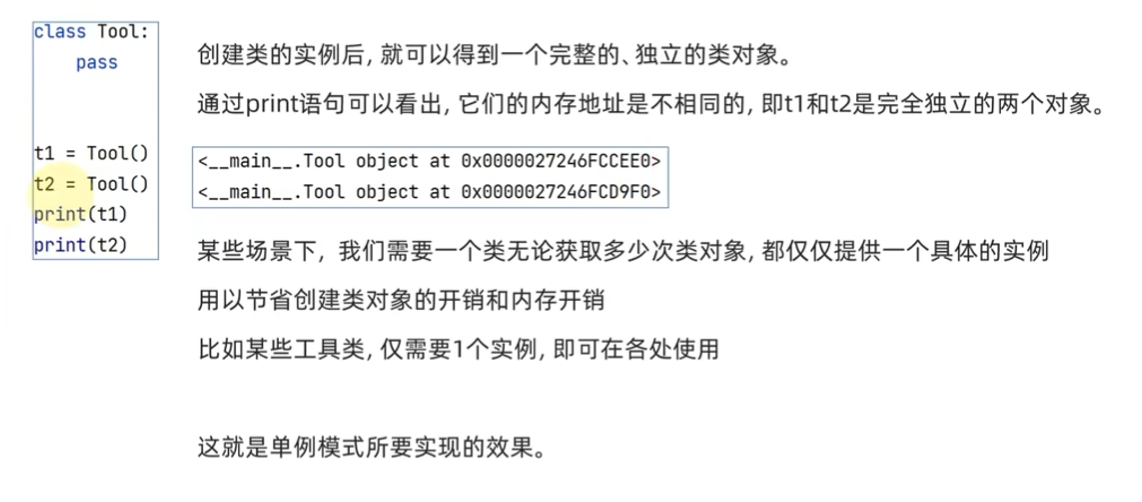 class Tool:
    pass
t1 = Tool()
t2 = Tool()
print(t1)
print(t2)
创建类的实例后, 就可以得到一个完整的、独立的类对象。
通过print语句可以看出, 它们的内存地址是不相同的, 即t1和t2是完全独立的两个对象。
<__main__.Tool object at 0x0000027246FCCEE0>
<__main__.Tool object at 0x0000027246FCD9F0>
某些场景下, 我们需要一个类无论获取多少次类对象, 都仅仅提供一个具体的实例
用以节省创建类对象的开销和内存开销
比如某些工具类, 仅需要1个实例, 即可在各处使用
这就是单例模式所要实现的效果。